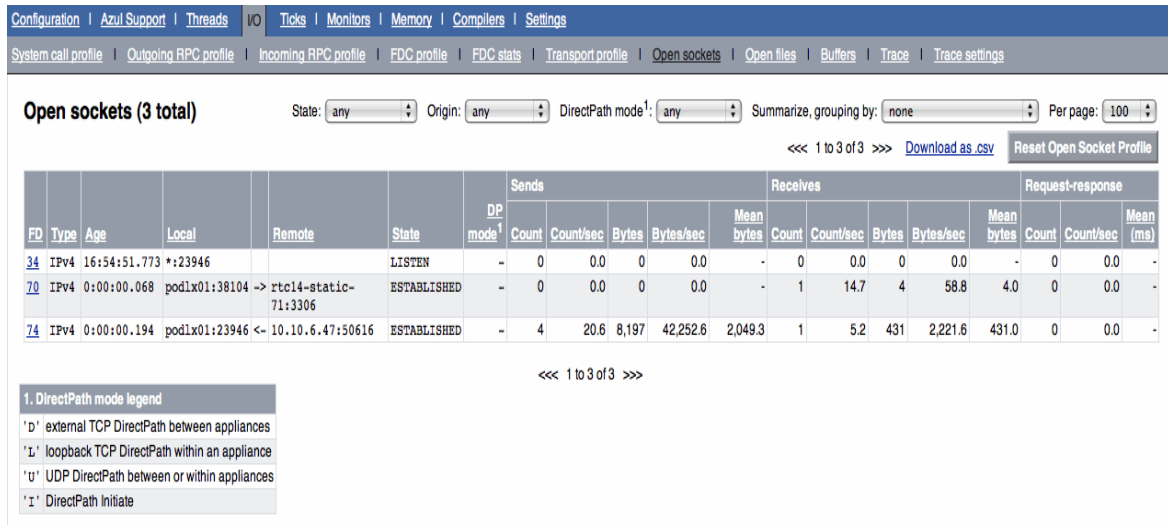 Configuration | Azul Support | Threads | I/O | Ticks | Monitors | Memory | Compilers | Settings
System call profile | Outgoing RPC profile | Incoming RPC profile | FDC profile | FDC stats | Transport profile | Open sockets | Open files | Buffers | Trace | Trace settings
Open sockets (3 total) State: any Origin: any DirectPath mode1: any Summarize, grouping by: none Per page: 100
<<< 1 to 3 of 3 >>> Download as .csv Reset Open Socket Profile
Sends Receives Request-response
FD Type Age Local Remote State DP mode1 Count Count/sec Bytes Bytes/sec Mean bytes Count Count/sec Bytes Bytes/sec Mean bytes Count Count/sec Mean (ms)
34 IPv4 16:54:51.773 *:23946 LISTEN - 0 0.0 0 0.0 - 0 0.0 0 0.0 - 0 0.0 -
70 IPv4 0:00:00.068 podlx01:38104 -> rtc14-static- ESTABLISHED - 0 0.0 0 0.0 - 1 14.7 4 58.8 4.0 0 0.0 -
71:3306
74 IPv4 0:00:00.194 podlx01:23946 <- 10.10.6.47:50616 ESTABLISHED - 4 20.6 8,197 42,252.6 2,049.3 1 5.2 431 2,221.6 431.0 0 0.0 -
<<< 1 to 3 of 3 >>>
1. DirectPath mode legend
'D' external TCP DirectPath between appliances
'L' loopback TCP DirectPath within an appliance
'U' UDP DirectPath between or within appliances
'I' DirectPath Initiate